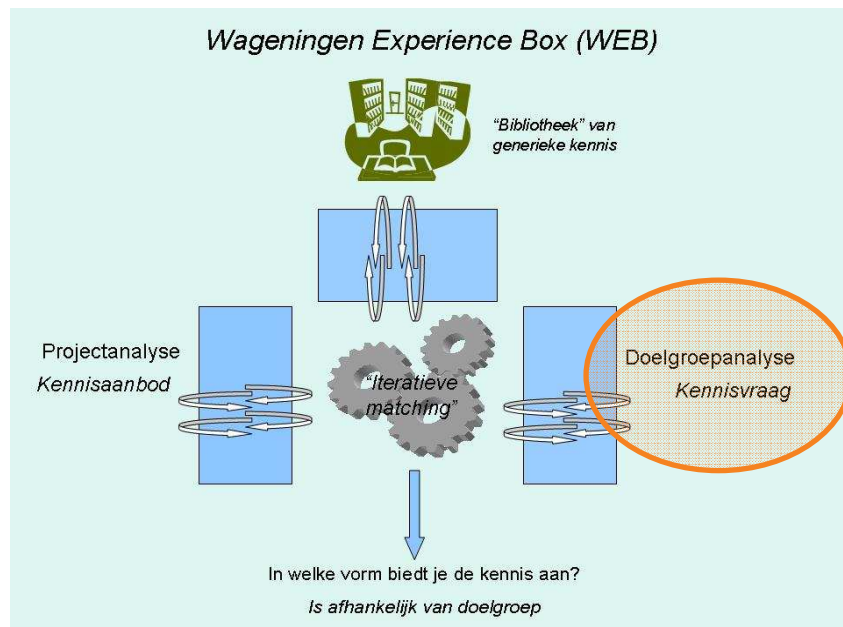 Wageningen Experience Box (WEB)
“Bibliotheek” van
generieke kennis
Projectanalyse
Kennisaanbod
“Iteratieve
matching”
Doelgroepanalyse
Kennisvraag
In welke vorm biedt je de kennis aan?
Is afhankelijk van doelgroep